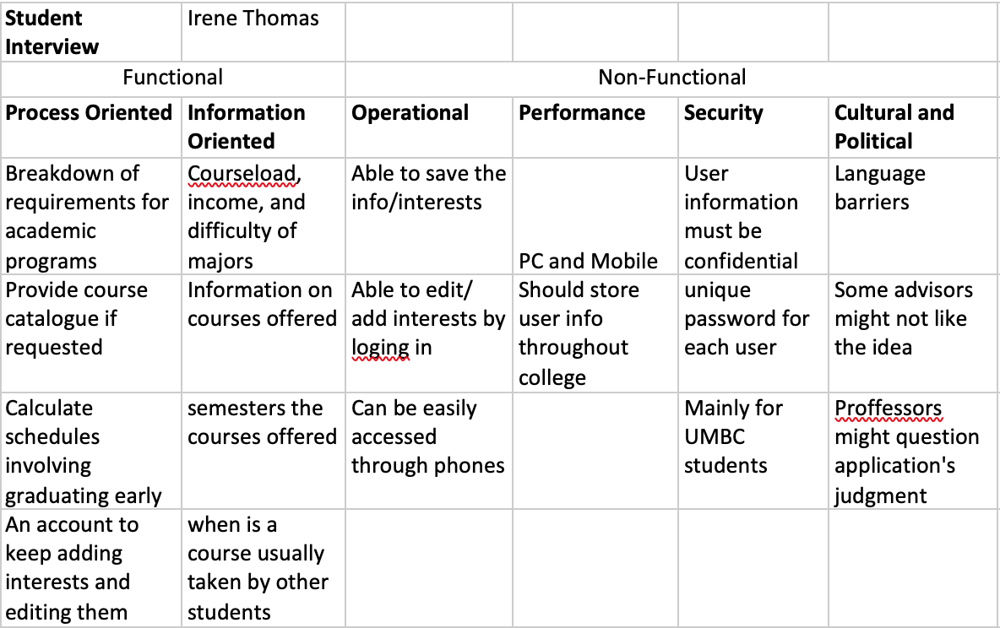 Student
Interview
Irene Thomas
Functional
Non-Functional
Process Oriented
Information
Oriented
Operational
Performance
Security
Cultural and
Political
Breakdown of
requirements for
academic
programs
Courseload,
income, and
difficulty of
majors
Able to save the
info/interests
PC and Mobile
User
information
must be
confidential
Language
barriers
Provide course
catalogue if
requested
Information on
courses offered
Able to edit/
add interests by
loging in
Should store
user info
throughout
college
unique
password for
each user
Some advisors
might not like
the idea
Calculate
schedules
involving
graduating early
semesters the
courses offered
Can be easily
accessed
through phones
Mainly for
UMBC
students
Proffessors
might question
application's
judgment
An account to
keep adding
interests and
editing them
when is a
course usually
taken by other
students